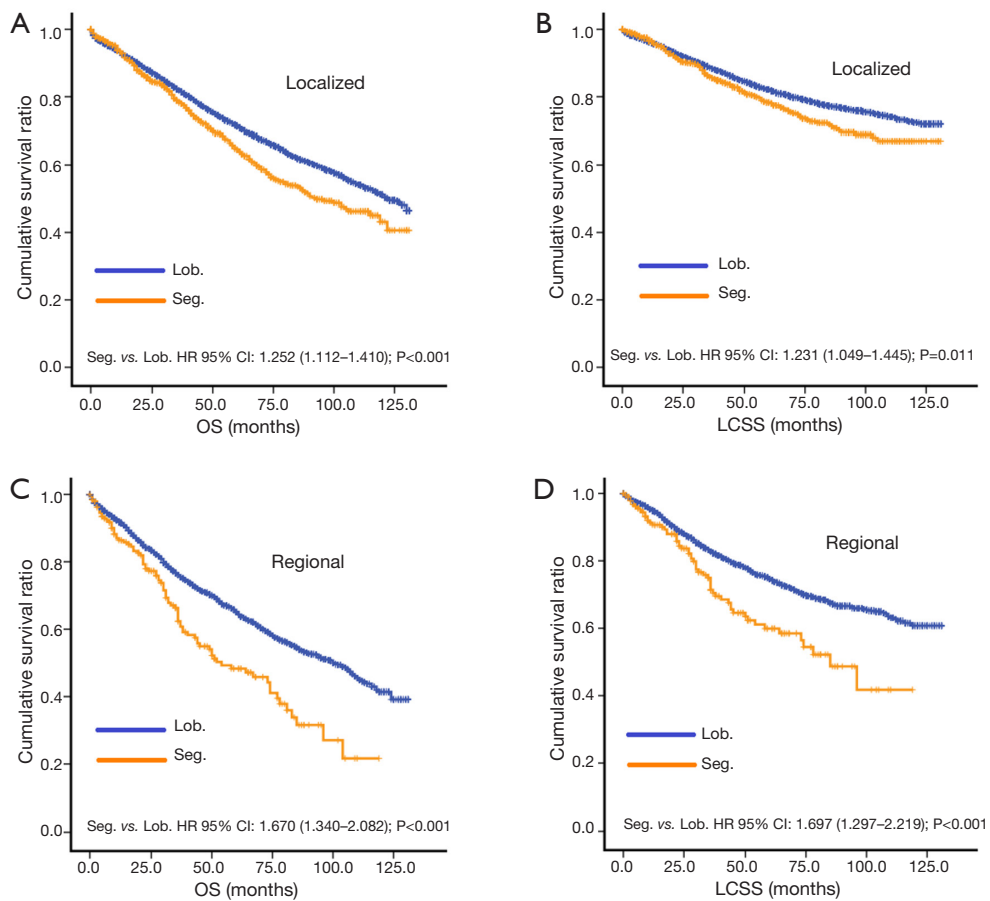 A
Cumulative survival ratio
1.0
0.8
0.6
0.4
0.2
0.0
Localized
Lob.
Seg.
Seg. vs. Lob. HR 95% CI: 1.252 (1.112–1.410); P<0.001
0.0 25.0 50.0 75.0 100.0 125.0
OS (months)
B
Cumulative survival ratio
1.0
0.8
0.6
0.4
0.2
0.0
Localized
Lob.
Seg.
Seg. vs. Lob. HR 95% CI: 1.231 (1.049–1.445); P=0.011
0.0 25.0 50.0 75.0 100.0 125.0
LCSS (months)
C
Cumulative survival ratio
1.0
0.8
0.6
0.4
0.2
0.0
Regional
Lob.
Seg.
Seg. vs. Lob. HR 95% CI: 1.670 (1.340–2.082); P<0.001
0.0 25.0 50.0 75.0 100.0 125.0
OS (months)
D
Cumulative survival ratio
1.0
0.8
0.6
0.4
0.2
0.0
Regional
Lob.
Seg.
Seg. vs. Lob. HR 95% CI: 1.697 (1.297–2.219); P<0.001
0.0 25.0 50.0 75.0 100.0 125.0
LCSS (months)